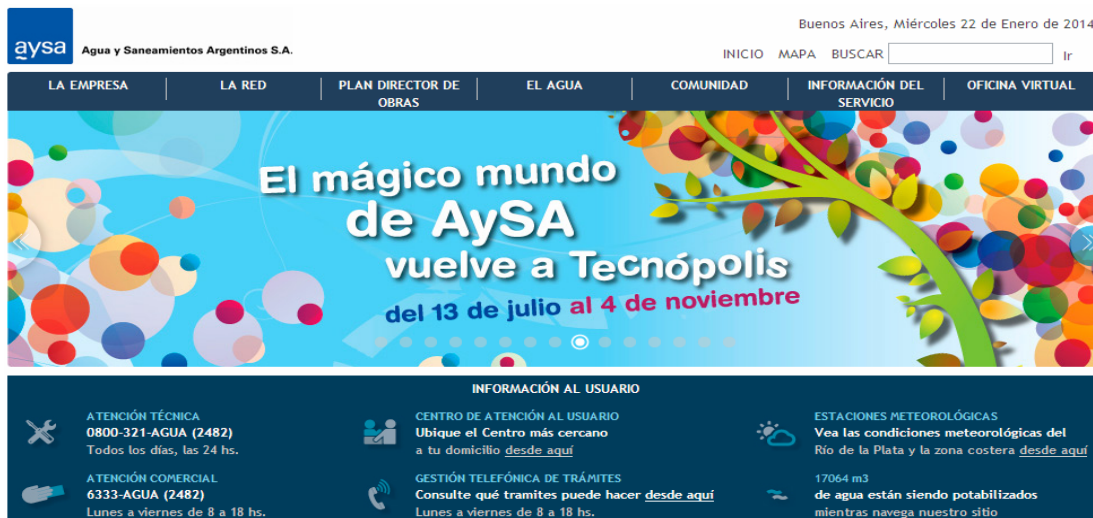 Buenos Aires, Miércoles 22 de Enero de 2014
aysa
Agua y Saneamientos Argentinos S.A.
INICIO MAPA BUSCAR Ir
LA EMPRESA
LA RED
PLAN DIRECTOR DE
OBRAS
EL AGUA
COMUNIDAD
INFORMACIÓN DEL
SERVICIO
OFICINA VIRTUAL
El mágico mundo
de AySA
vuelve a Tecnópolis
del 13 de julio al 4 de noviembre
INFORMACIÓN AL USUARIO
ATENCIÓN TÉCNICA
0800-321-AGUA (2482)
Todos los días, las 24 hs.
CENTRO DE ATENCIÓN AL USUARIO
Ubique el Centro más cercano
a tu domicilio desde aquí
ESTACIONES METEOROLÓGICAS
Vea las condiciones meteorológicas del
Río de la Plata y la zona costera desde aquí
ATENCIÓN COMERCIAL
6333-AGUA (2482)
Lunes a viernes de 8 a 18 hs.
GESTIÓN TELEFÓNICA DE TRÁMITES
Consulte qué tramites puede hacer desde aquí
Lunes a viernes de 8 a 18 hs.
17064 m3
de agua están siendo potabilizados
mientras navega nuestro sitio